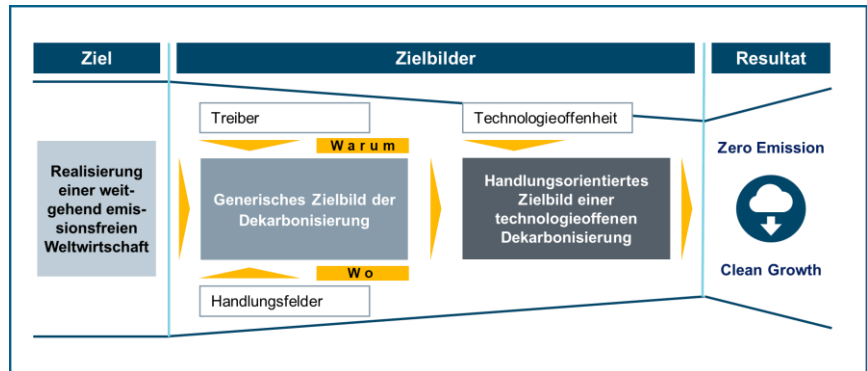 Ziel
Zielbilder
Resultat
Treiber
Warum
Technologieoffenheit
Realisierung
einer weit-
gehend emis-
sionsfreien
Weltwirtschaft
Generisches Zielbild der
Dekarbonisierung
Handlungsorientiertes
Zielbild einer
technologieoffenen
Dekarbonisierung
Wo
Handlungsfelder
Zero Emission
Clean Growth